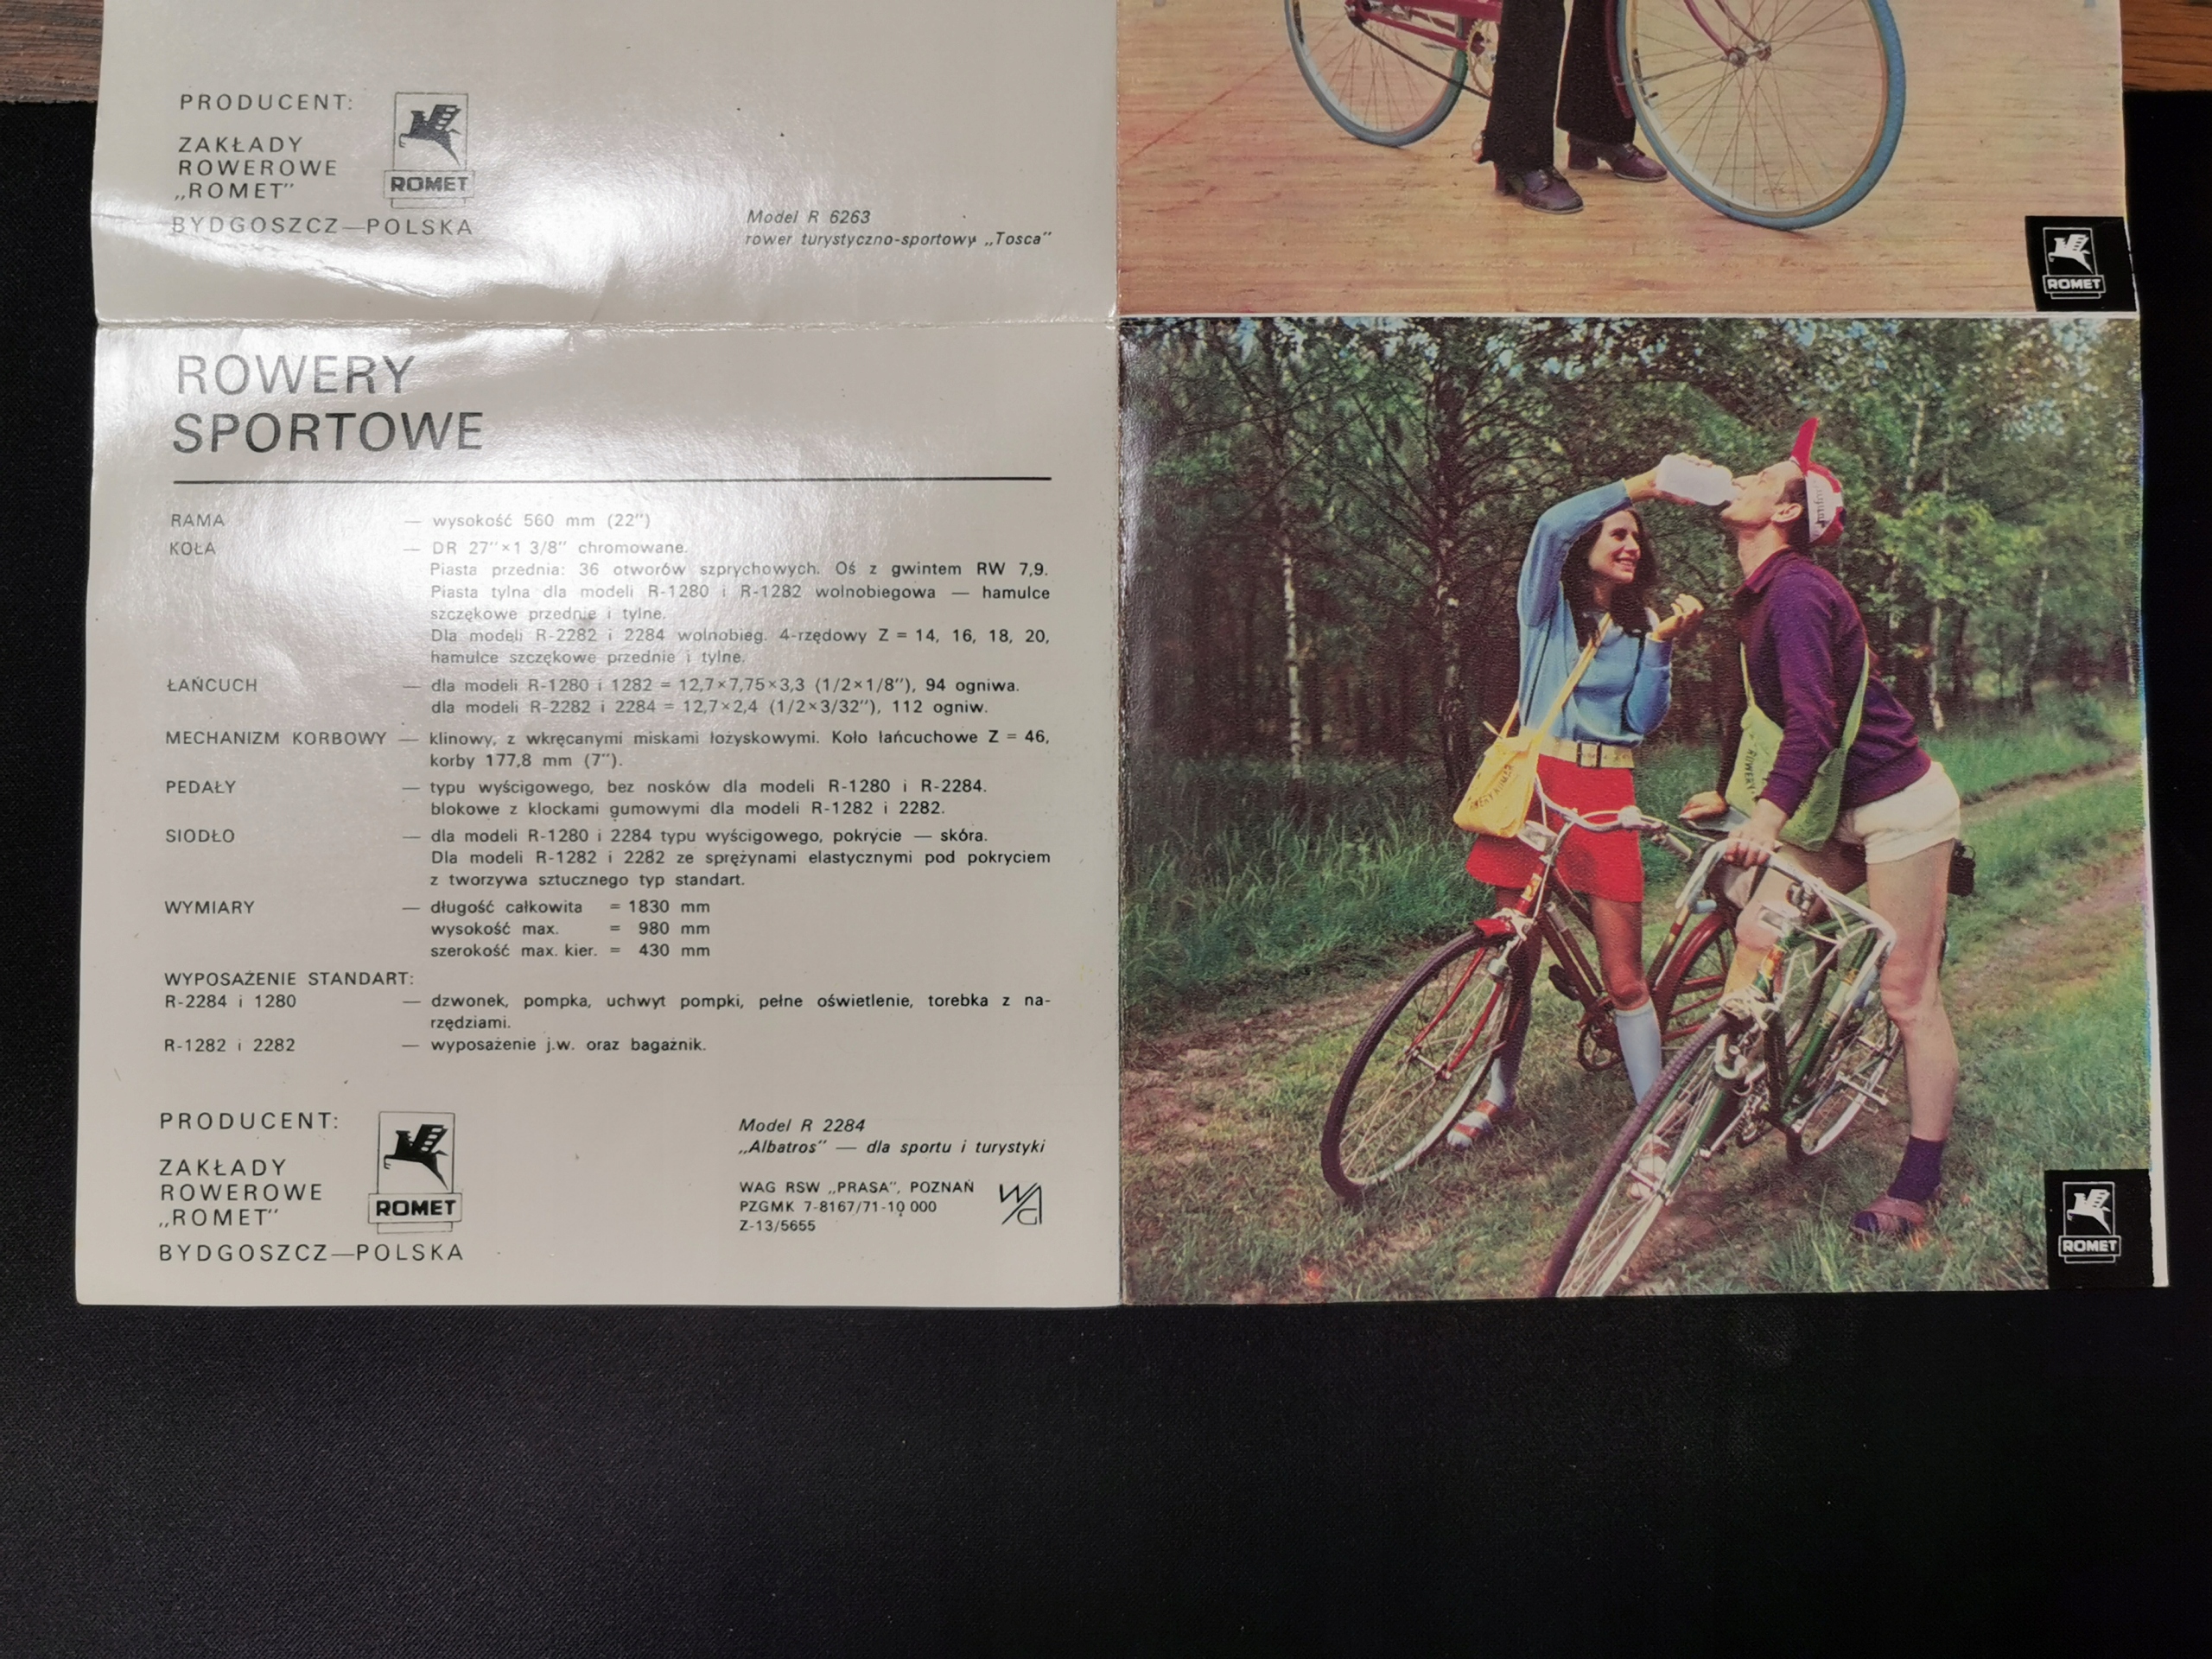 PRODUCENT:
ZAKŁADY
ROWEROWE
„ROMET”
BYDGOSZCZ—POLSKA
ROMET
Model R 6263
rower turystyczno-sportowy „Tosca”
ROMET
ROWERY
SPORTOWE
RAMA — wysokość 560 mm (22”)
KOŁA — DR 27”×1 3/8” chromowane.
Piasta przednia: 36 otworów szprychowych. Oś z gwintem RW 7,9.
Piasta tylna dla modeli R-1280 i R-1282 wolnobiegowa — hamulce
szczękowe przednie i tylne.
Dla modeli R-2282 i 2284 wolnobieg. 4-rzędowy Z = 14, 16, 18, 20,
hamulce szczękowe przednie i tylne.
ŁAŃCUCH — dla modeli R-1280 i 1282 = 12,7×7,75×3,3 (1/2×1/8”), 94 ogniwa.
dla modeli R-2282 i 2284 = 12,7×2,4 (1/2×3/32”), 112 ogniw.
MECHANIZM KORBOWY — klinowy, z wkręcanymi miskami łożyskowymi. Koło łańcuchowe Z = 46,
korby 177,8 mm (7”).
PEDAŁY — typu wyścigowego, bez nosków dla modeli R-1280 i R-2284.
blokowe z klockami gumowymi dla modeli R-1282 i 2282.
SIODŁO — dla modeli R-1280 i 2284 typu wyścigowego, pokrycie — skóra.
Dla modeli R-1282 i 2282 ze sprężynami elastycznymi pod pokryciem
z tworzywa sztucznego typ standart.
WYMIARY — długość całkowita = 1830 mm
wysokość max. = 980 mm
szerokość max. kier. = 430 mm
WYPOSAŻENIE STANDART:
R-2284 i 1280 — dzwonek, pompka, uchwyt pompki, pełne oświetlenie, torebka z na-
rzędziami.
R-1282 i 2282 — wyposażenie j.w. oraz bagażnik.
PRODUCENT:
ZAKŁADY
ROWEROWE
„ROMET”
BYDGOSZCZ—POLSKA
ROMET
Model R 2284
„Albatros” — dla sportu i turystyki
WAG RSW „PRASA”, POZNAŃ
PZGMK 7-8167/71-10 000
Z-13/5655
WAG
ROMET